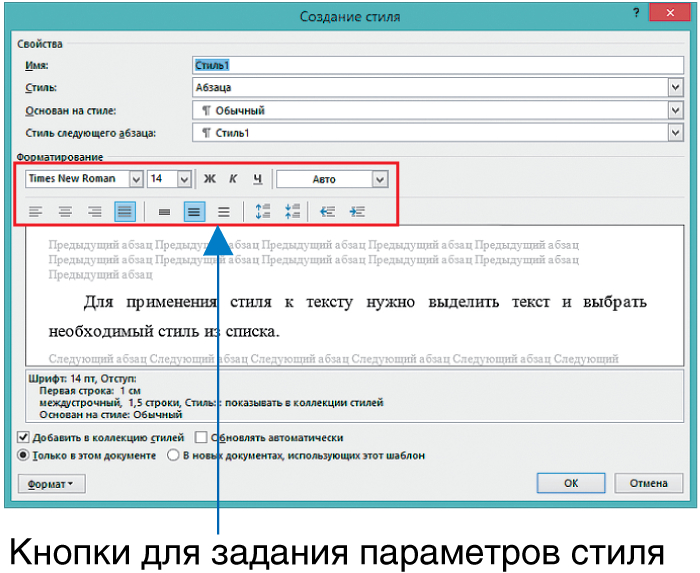 Создание стиля ? ×
Свойства
Имя: Стиль1
Стиль: Абзаца
Основан на стиле: ¶ Обычный
Стиль следующего абзаца: ¶ Стиль1
Форматирование
Times New Roman 14 Ж К Ч Авто
Предыдущий абзац Предыдущий абзац Предыдущий абзац Предыдущий абзац Предыдущий абзац
Предыдущий абзац Предыдущий абзац Предыдущий абзац Предыдущий абзац Предыдущий абзац
Предыдущий абзац
Для применения стиля к тексту нужно выделить текст и выбрать
необходимый стиль из списка.
Следующий абзац Следующий абзац Следующий абзац Следующий абзац Следующий абзац Следующий
Шрифт: 14 пт, Отступ:
Первая строка: 1 см
междустрочный, 1,5 строки, Стиль: : показывать в коллекции стилей
Основан на стиле: Обычный
Добавить в коллекцию стилей Обновлять автоматически
Только в этом документе В новых документах, использующих этот шаблон
Формат ОК Отмена
Кнопки для задания параметров стиля